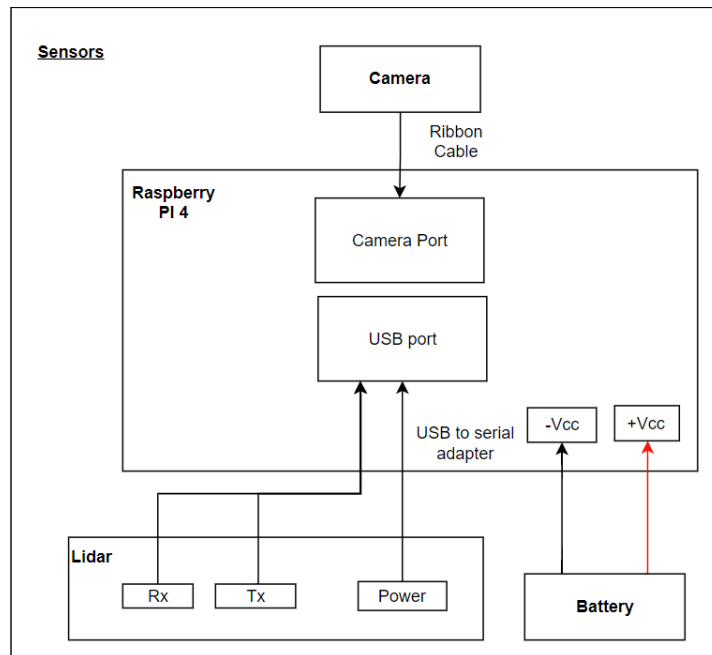 Sensors
Camera
Ribbon
Cable
Raspberry
PI 4
Camera Port
USB port
USB to serial
adapter
-Vcc
+Vcc
Lidar
Rx
Tx
Power
Battery